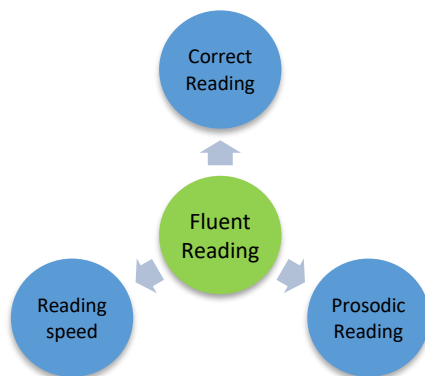 Correct
Reading
Fluent
Reading
Reading
speed
Prosodic
Reading